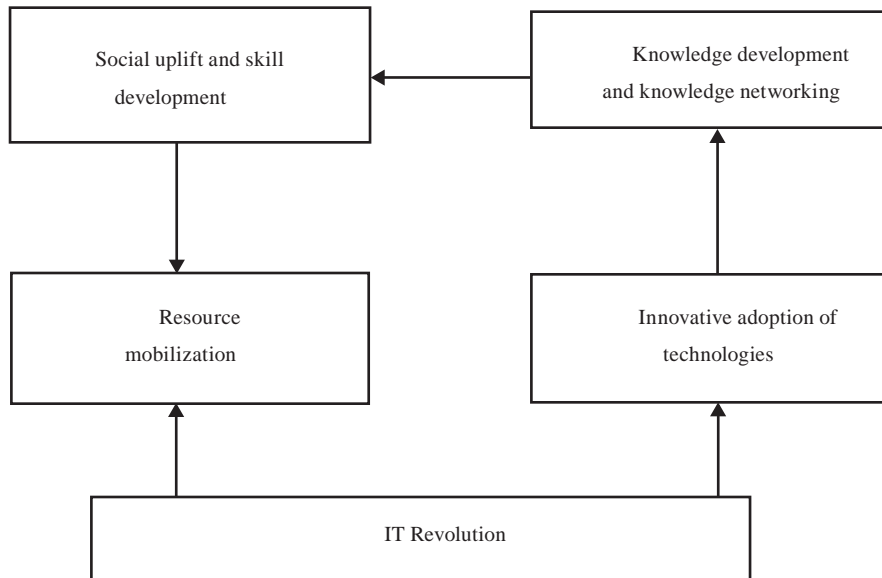 Social uplift and skill
development
Knowledge development
and knowledge networking
Resource
mobilization
Innovative adoption of
technologies
IT Revolution